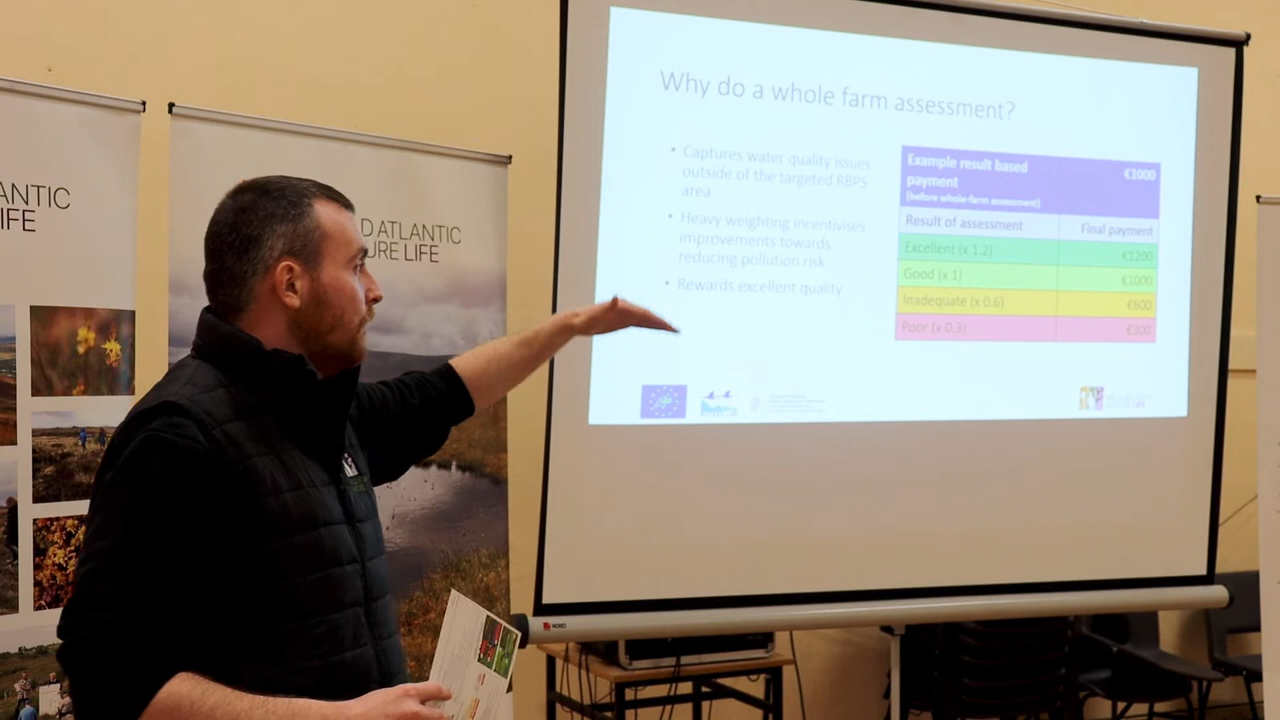 ANTIC
IFE
D ATLANTIC
URE LIFE
Why do a whole farm assessment?
• Captures water quality issues
outside of the targeted RBPS
area
• Heavy weighting incentivises
improvements towards
reducing pollution risk
• Rewards excellent quality
Example result based €1000
payment
(before whole-farm assessment)
Result of assessment Final payment
Excellent (x 1.2) €1200
Good (x 1) €1000
Inadequate (x 0.6) €600
Poor (x 0.3) €300